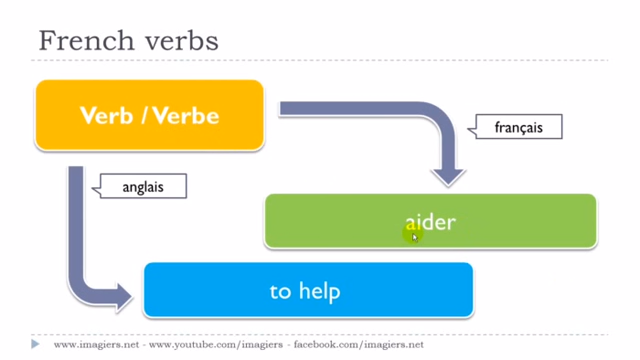 French verbs
Verb / Verbe
français
anglais
aider
to help
www.imagiers.net - www.youtube.com/imagiers - facebook.com/imagiers.net